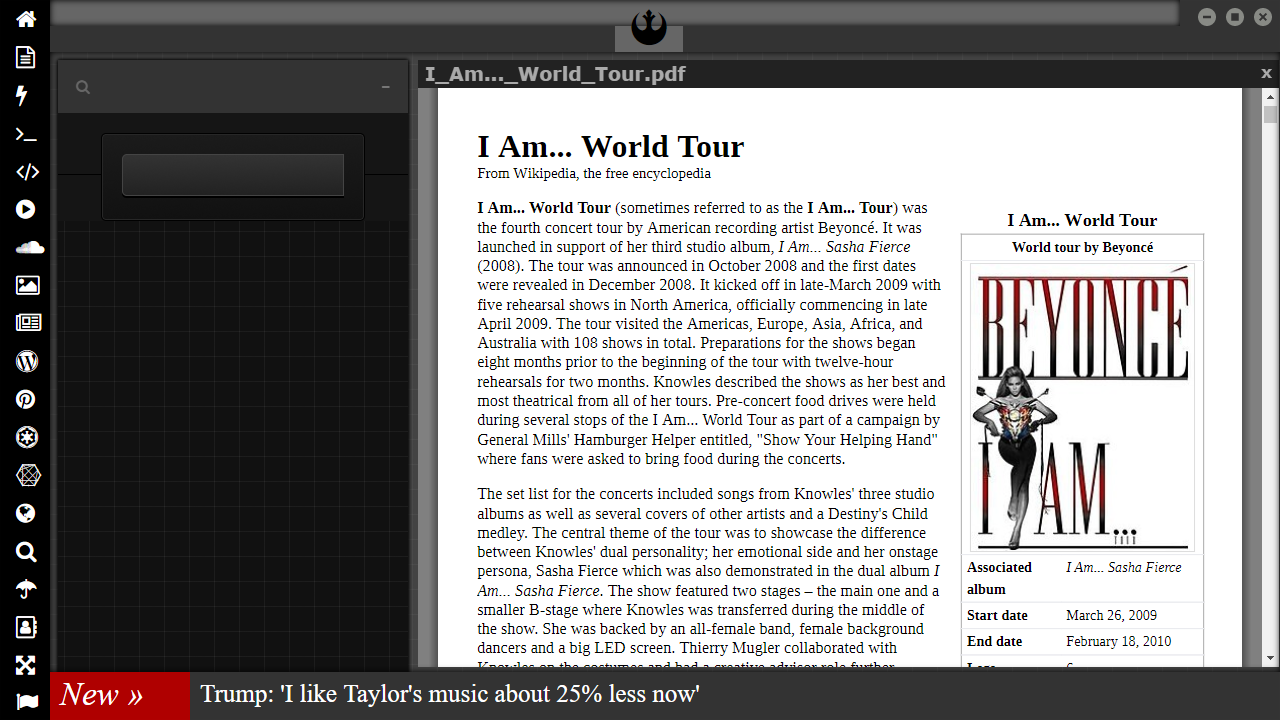 I_Am..._World_Tour.pdf
x
I Am... World Tour
From Wikipedia, the free encyclopedia
I Am... World Tour (sometimes referred to as the I Am... Tour) was
the fourth concert tour by American recording artist Beyoncé. It was
launched in support of her third studio album, I Am... Sasha Fierce
(2008). The tour was announced in October 2008 and the first dates
were revealed in December 2008. It kicked off in late-March 2009 with
five rehearsal shows in North America, officially commencing in late
April 2009. The tour visited the Americas, Europe, Asia, Africa, and
Australia with 108 shows in total. Preparations for the shows began
eight months prior to the beginning of the tour with twelve-hour
rehearsals for two months. Knowles described the shows as her best and
most theatrical from all of her tours. Pre-concert food drives were held
during several stops of the I Am... World Tour as part of a campaign by
General Mills' Hamburger Helper entitled, "Show Your Helping Hand"
where fans were asked to bring food during the concerts.
The set list for the concerts included songs from Knowles' three studio
albums as well as several covers of other artists and a Destiny's Child
medley. The central theme of the tour was to showcase the difference
between Knowles' dual personality; her emotional side and her onstage
persona, Sasha Fierce which was also demonstrated in the dual album I
Am... Sasha Fierce. The show featured two stages – the main one and a
smaller B-stage where Knowles was transferred during the middle of
the show. She was backed by an all-female band, female background
dancers and a big LED screen. Thierry Mugler collaborated with
Knowles on the costumes and had a creative advisor role further
I Am... World Tour
World tour by Beyoncé
BEYONCÉ
I AM...
TOUR
Associated album I Am... Sasha Fierce
Start date March 26, 2009
End date February 18, 2010
Legs 6
New » Trump: 'I like Taylor's music about 25% less now'